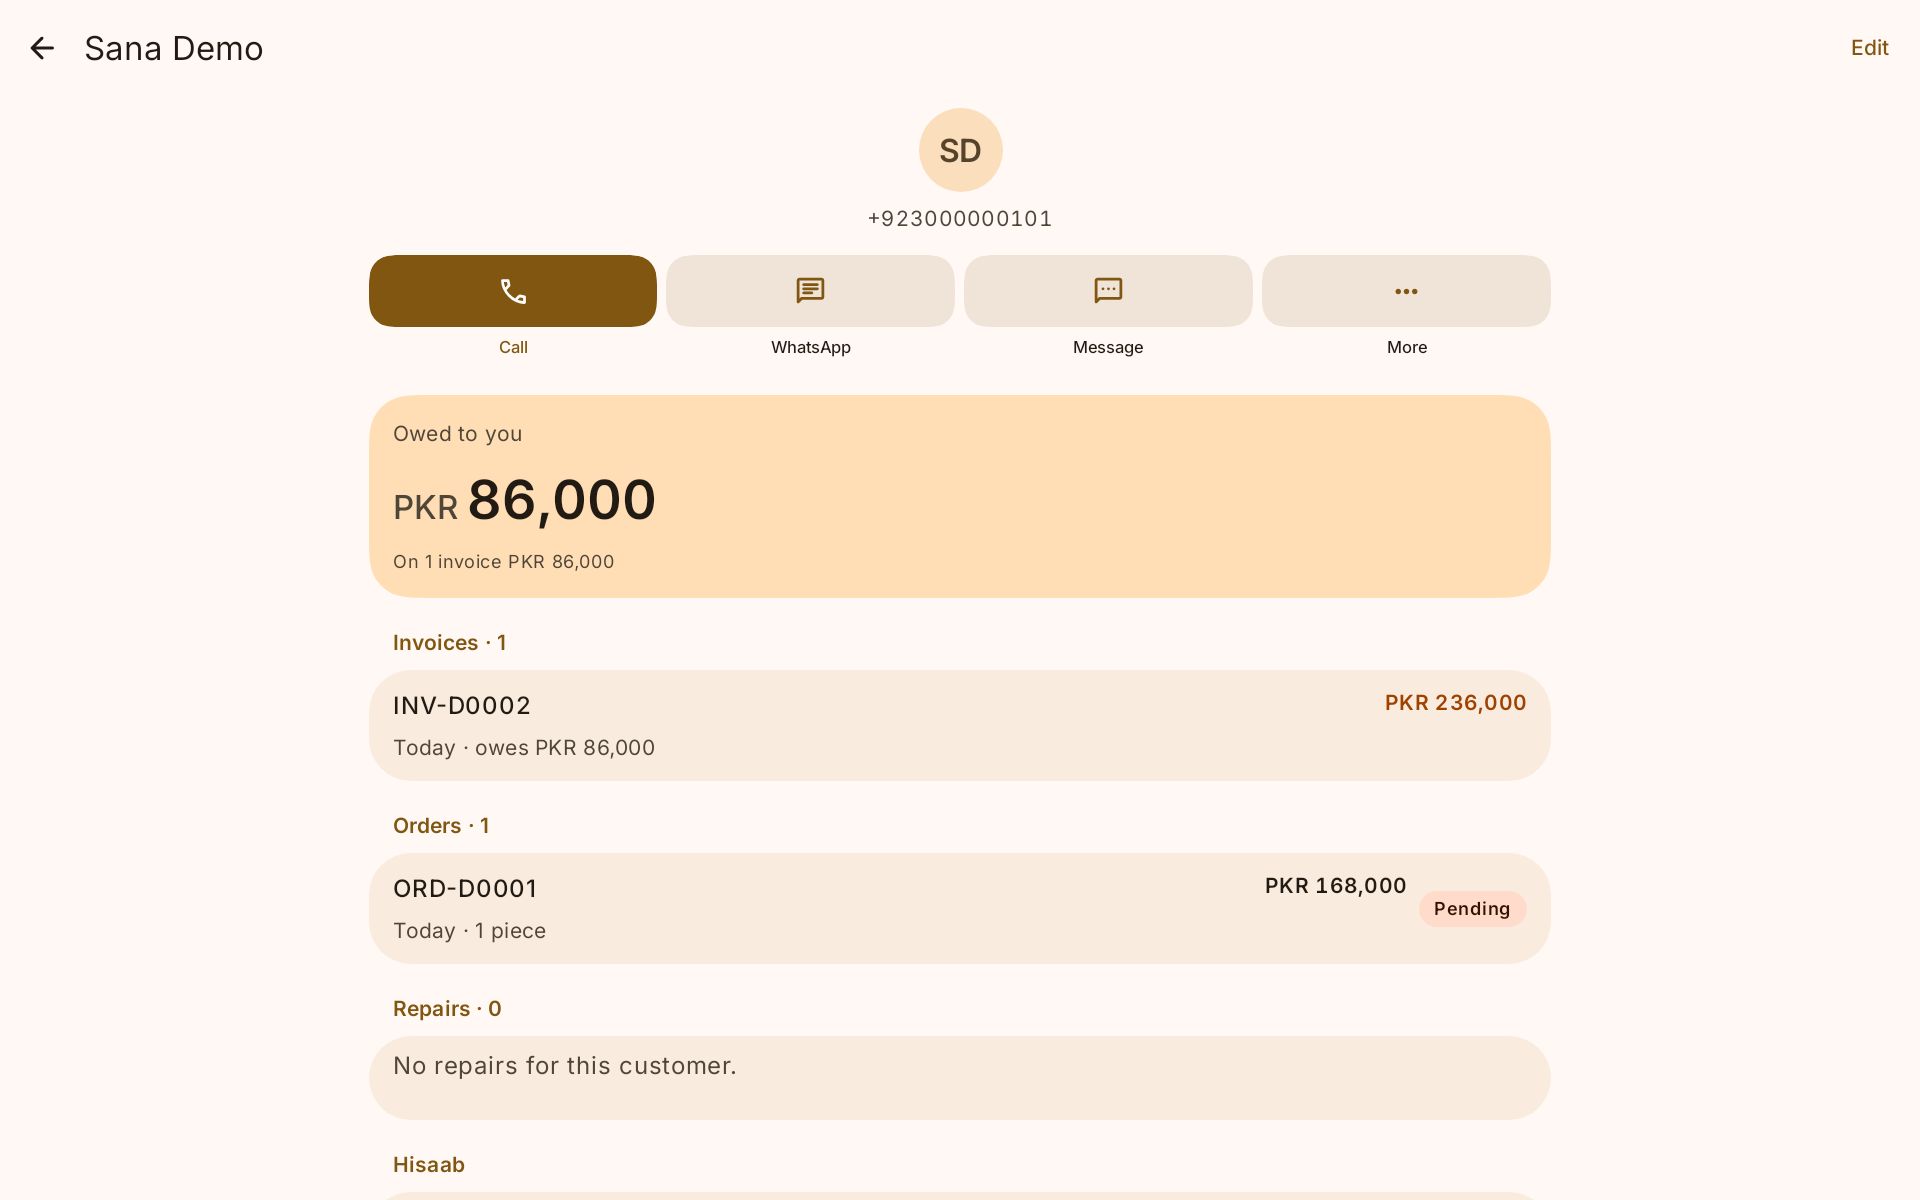 Sana Demo
Edit
SD
+923000000101
Call
WhatsApp
Message
More
Owed to you
PKR 86,000
On 1 invoice PKR 86,000
Invoices · 1
INV-D0002
PKR 236,000
Today · owes PKR 86,000
Orders · 1
ORD-D0001
PKR 168,000
Pending
Today · 1 piece
Repairs · 0
No repairs for this customer.
Hisaab